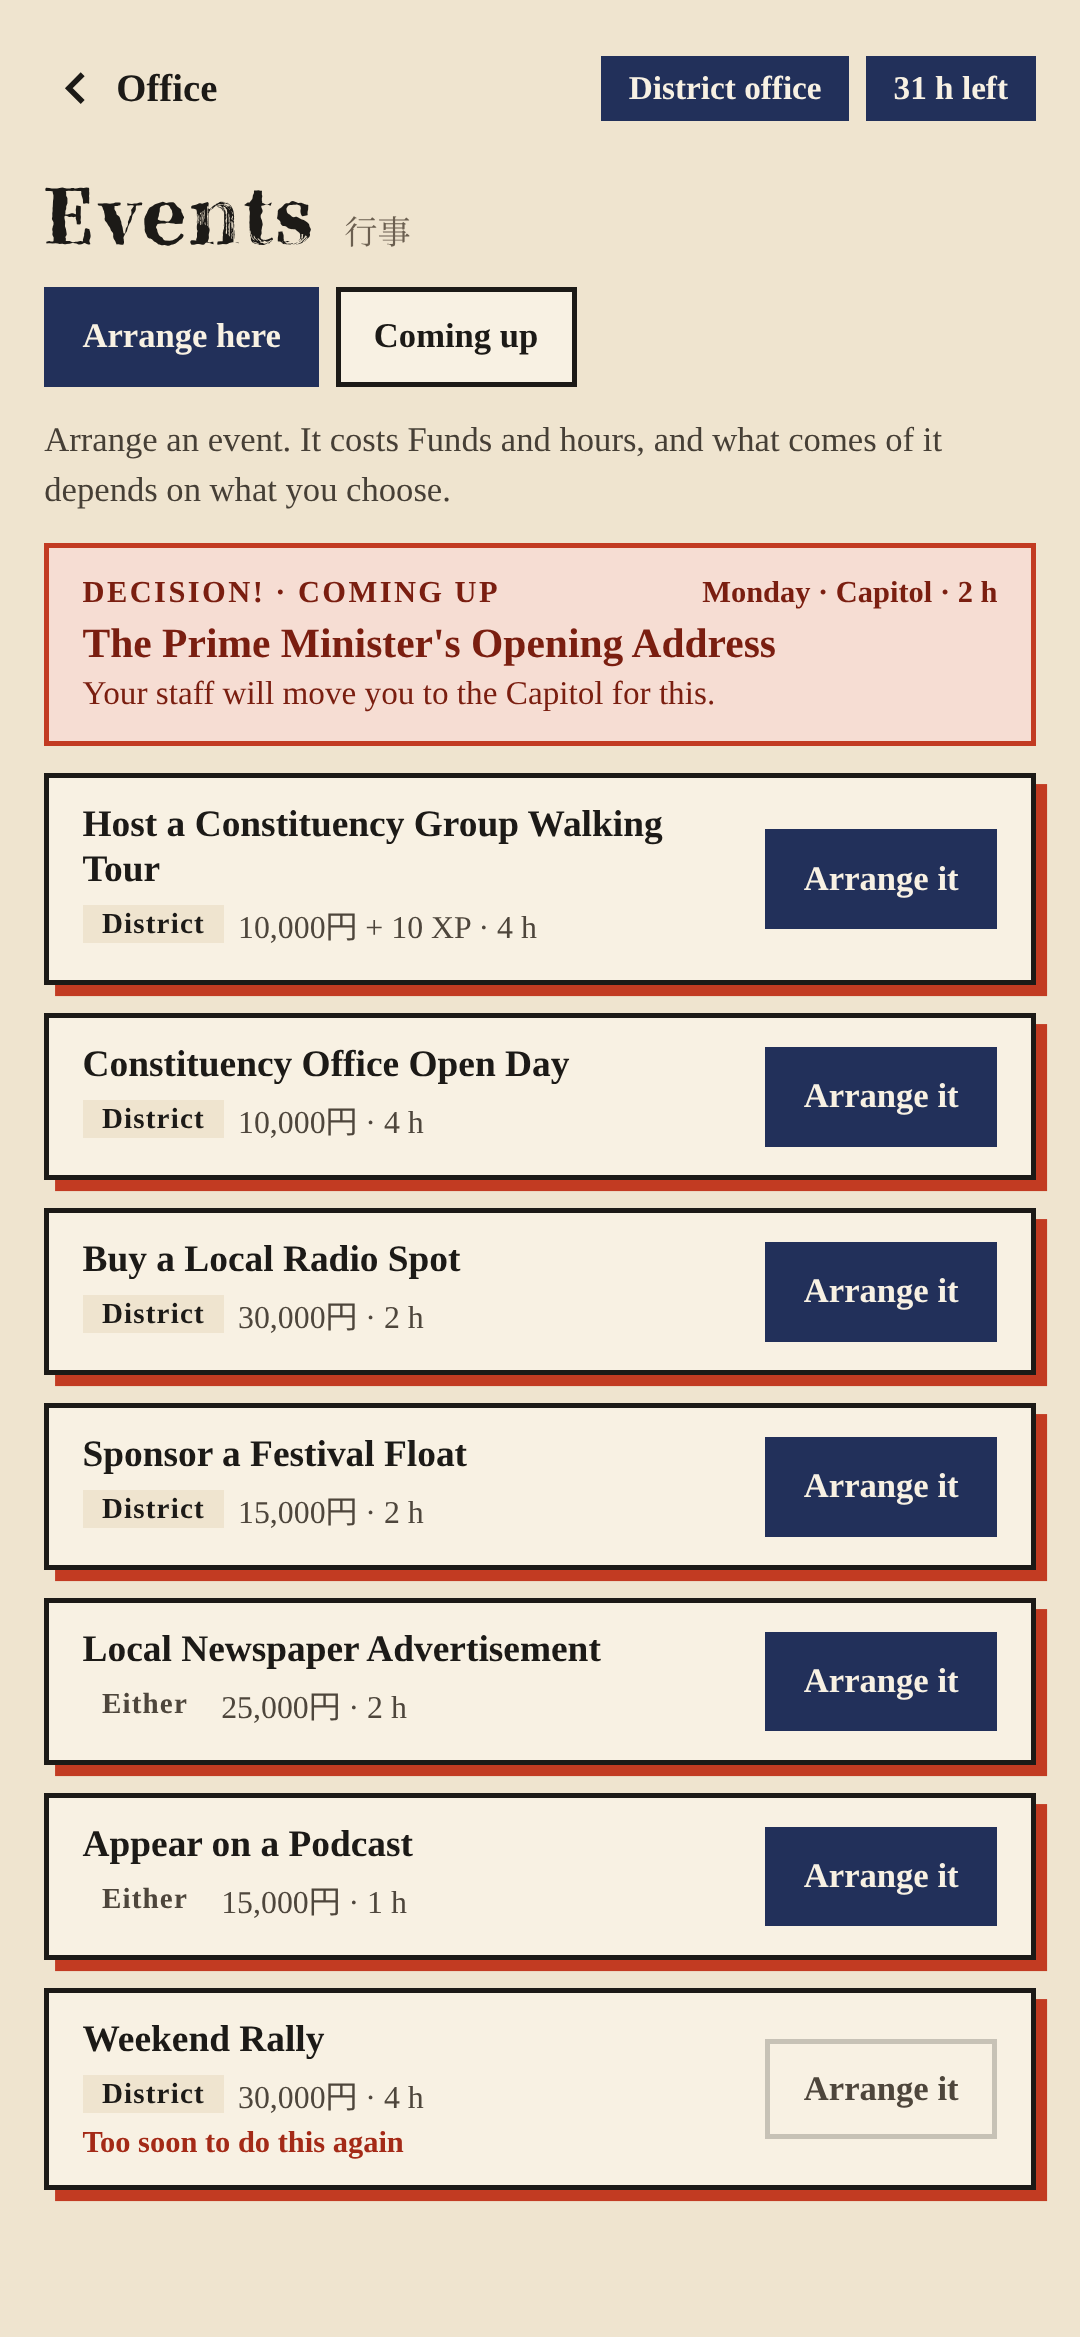 Office
District office
31 h left
Events 行事
Arrange here
Coming up
Arrange an event. It costs Funds and hours, and what comes of it
depends on what you choose.
DECISION! · COMING UP
Monday · Capitol · 2 h
The Prime Minister's Opening Address
Your staff will move you to the Capitol for this.
Host a Constituency Group Walking
Tour
District 10,000円 + 10 XP · 4 h
Arrange it
Constituency Office Open Day
District 10,000円 · 4 h
Arrange it
Buy a Local Radio Spot
District 30,000円 · 2 h
Arrange it
Sponsor a Festival Float
District 15,000円 · 2 h
Arrange it
Local Newspaper Advertisement
Either 25,000円 · 2 h
Arrange it
Appear on a Podcast
Either 15,000円 · 1 h
Arrange it
Weekend Rally
District 30,000円 · 4 h
Too soon to do this again
Arrange it